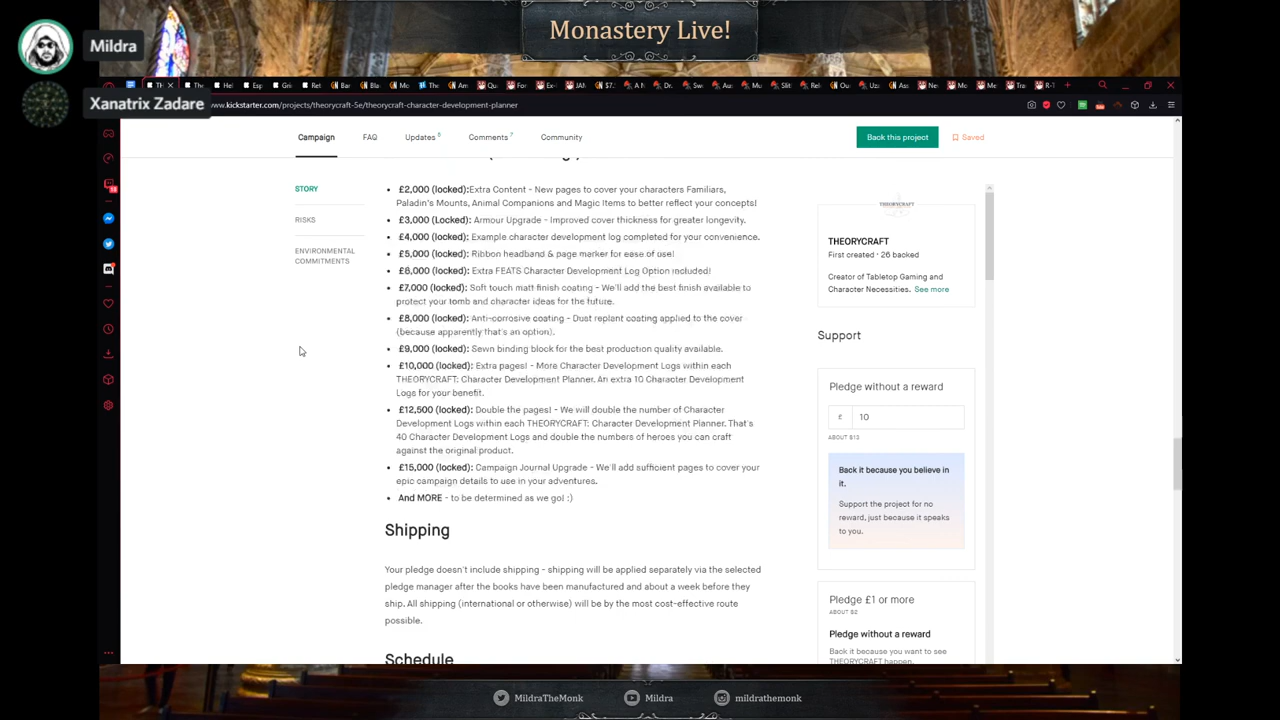 Monastery Live!
Mildra
Xanatrix Zadare
www.kickstarter.com/projects/theorycraft-5e/theorycraft-character-development-planner
Campaign FAQ Updates 6 Comments 7 Community
Back this project Saved
STORY
RISKS
ENVIRONMENTAL
COMMITMENTS
£2,000 (locked):Extra Content - New pages to cover your characters Familiars,
Paladin's Mounts, Animal Companions and Magic Items to better reflect your concepts!
£3,000 (Locked): Armour Upgrade - Improved cover thickness for greater longevity.
£4,000 (locked): Example character development log completed for your convenience.
£5,000 (locked): Ribbon headband & page marker for ease of use!
£6,000 (locked): Extra FEATS Character Development Log Option included!
£7,000 (locked): Soft touch matt finish coating - We'll add the best finish available to
protect your tomb and character ideas for the future.
£8,000 (locked): Anti-corrosive coating - Dust replant coating applied to the cover
(because apparently that's an option).
£9,000 (locked): Sewn binding block for the best production quality available.
£10,000 (locked): Extra pages! - More Character Development Logs within each
THEORYCRAFT: Character Development Planner. An extra 10 Character Development
Logs for your benefit.
£12,500 (locked): Double the pages! - We will double the number of Character
Development Logs within each THEORYCRAFT: Character Development Planner. That's
40 Character Development Logs and double the numbers of heroes you can craft
against the original product.
£15,000 (locked): Campaign Journal Upgrade - We'll add sufficient pages to cover your
epic campaign details to use in your adventures.
And MORE - to be determined as we go! :)
Shipping
Your pledge doesn't include shipping - shipping will be applied separately via the selected
pledge manager after the books have been manufactured and about a week before they
ship. All shipping (international or otherwise) will be by the most cost-effective route
possible.
Schedule
THEORYCRAFT
THEORYCRAFT
First created · 26 backed
Creator of Tabletop Gaming and
Character Necessities. See more
Support
Pledge without a reward
£ 10
ABOUT $13
Back it because you believe in
it.
Support the project for no
reward, just because it speaks
to you.
Pledge £1 or more
ABOUT $2
Pledge without a reward
Back it because you want to see
THEORYCRAFT happen.
MildraTheMonk Mildra mildrathemonk